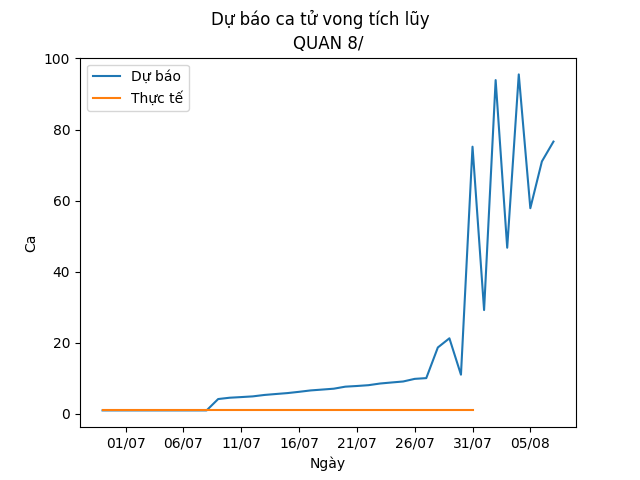 Dự báo ca tử vong tích lũy
QUAN 8/
Dự báo
Thực tế
100
80
60
40
20
0
Ca
01/07 06/07 11/07 16/07 21/07 26/07 31/07 05/08
Ngày